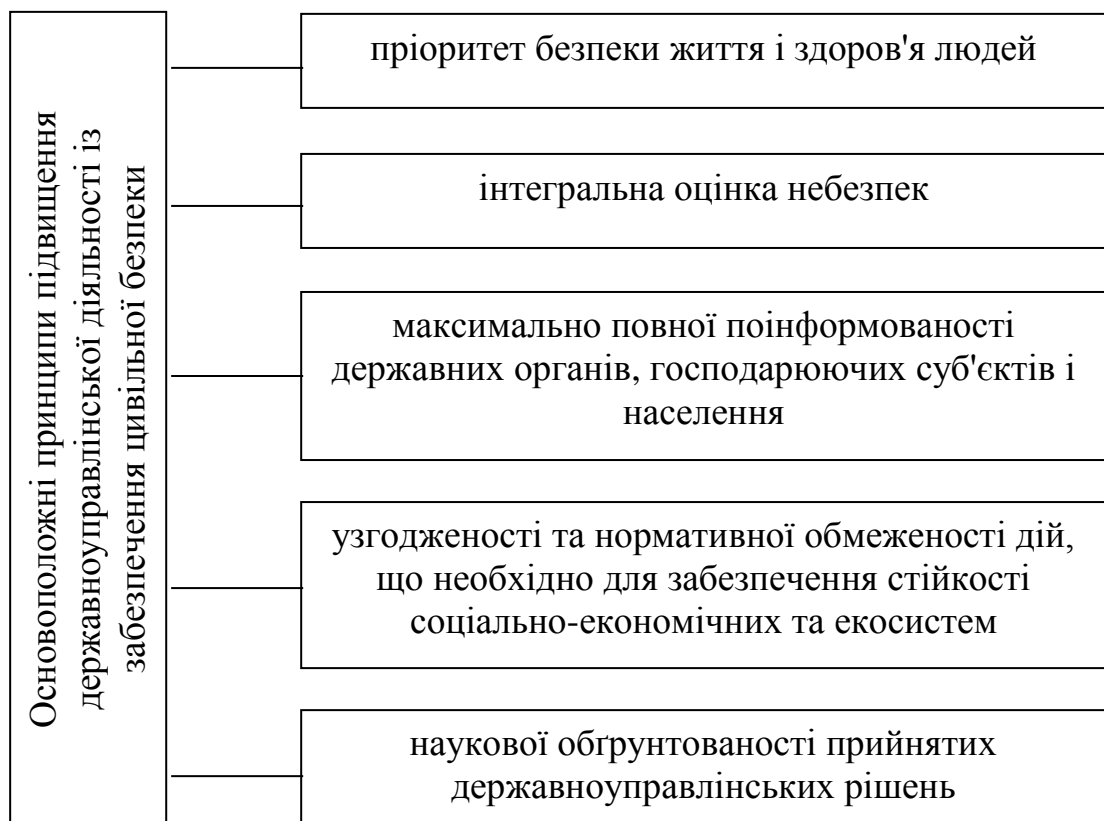 Основоположні принципи підвищення
державноуправлінської діяльності із
забезпечення цивільної безпеки
пріоритет безпеки життя і здоров'я людей
інтегральна оцінка небезпек
максимально повної поінформованості
державних органів, господарюючих суб'єктів і
населення
узгодженості та нормативної обмеженості дій,
що необхідно для забезпечення стійкості
соціально-економічних та екосистем
наукової обґрунтованості прийнятих
державноуправлінських рішень